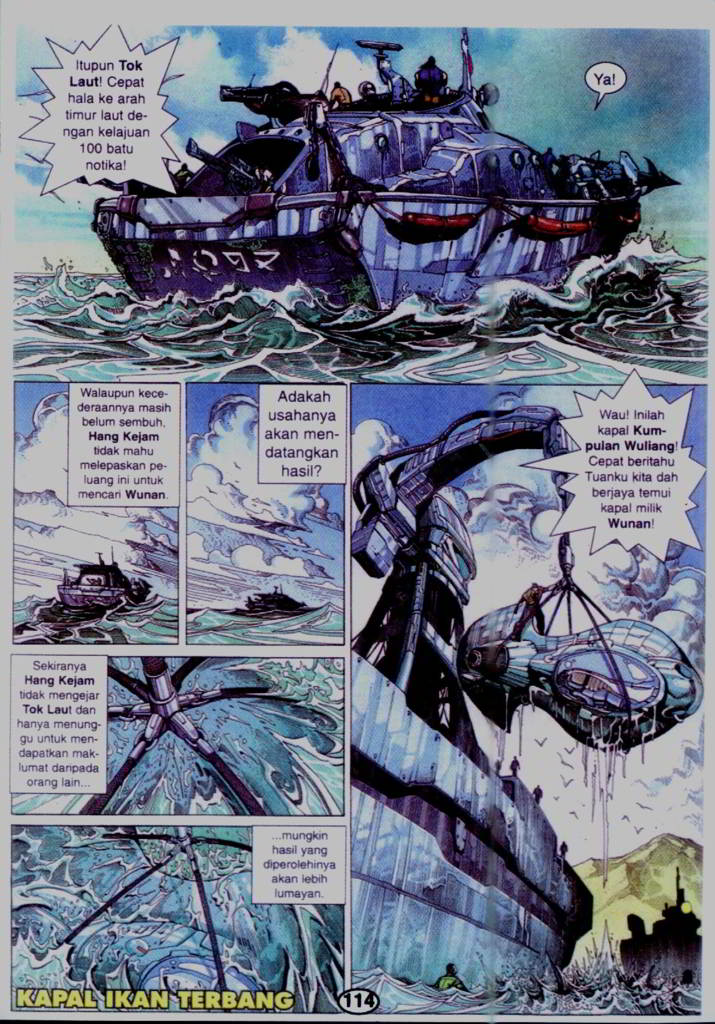 Itupun Tok
Laut! Cepat
hala ke arah
timur laut de-
ngan kelajuan
100 batu
notika!
Ya!
Walaupun kece-
deraannya masih
belum sembuh,
Hang Kejam
tidak mahu
melepaskan pe-
luang ini untuk
mencari Wunan.
Adakah
usahanya
akan men-
datangkan
hasil?
Wau! Inilah
kapal Kum-
pulan Wuliang!
Cepat beritahu
Tuanku kita dah
berjaya temui
kapal milik
Wunan!
Sekiranya
Hang Kejam
tidak mengejar
Tok Laut dan
hanya menung-
gu untuk men-
dapatkan mak-
lumat daripada
orang lain...
...mungkin
hasil yang
diperolehinya
akan lebih
lumayan.
KAPAL IKAN TERBANG
114